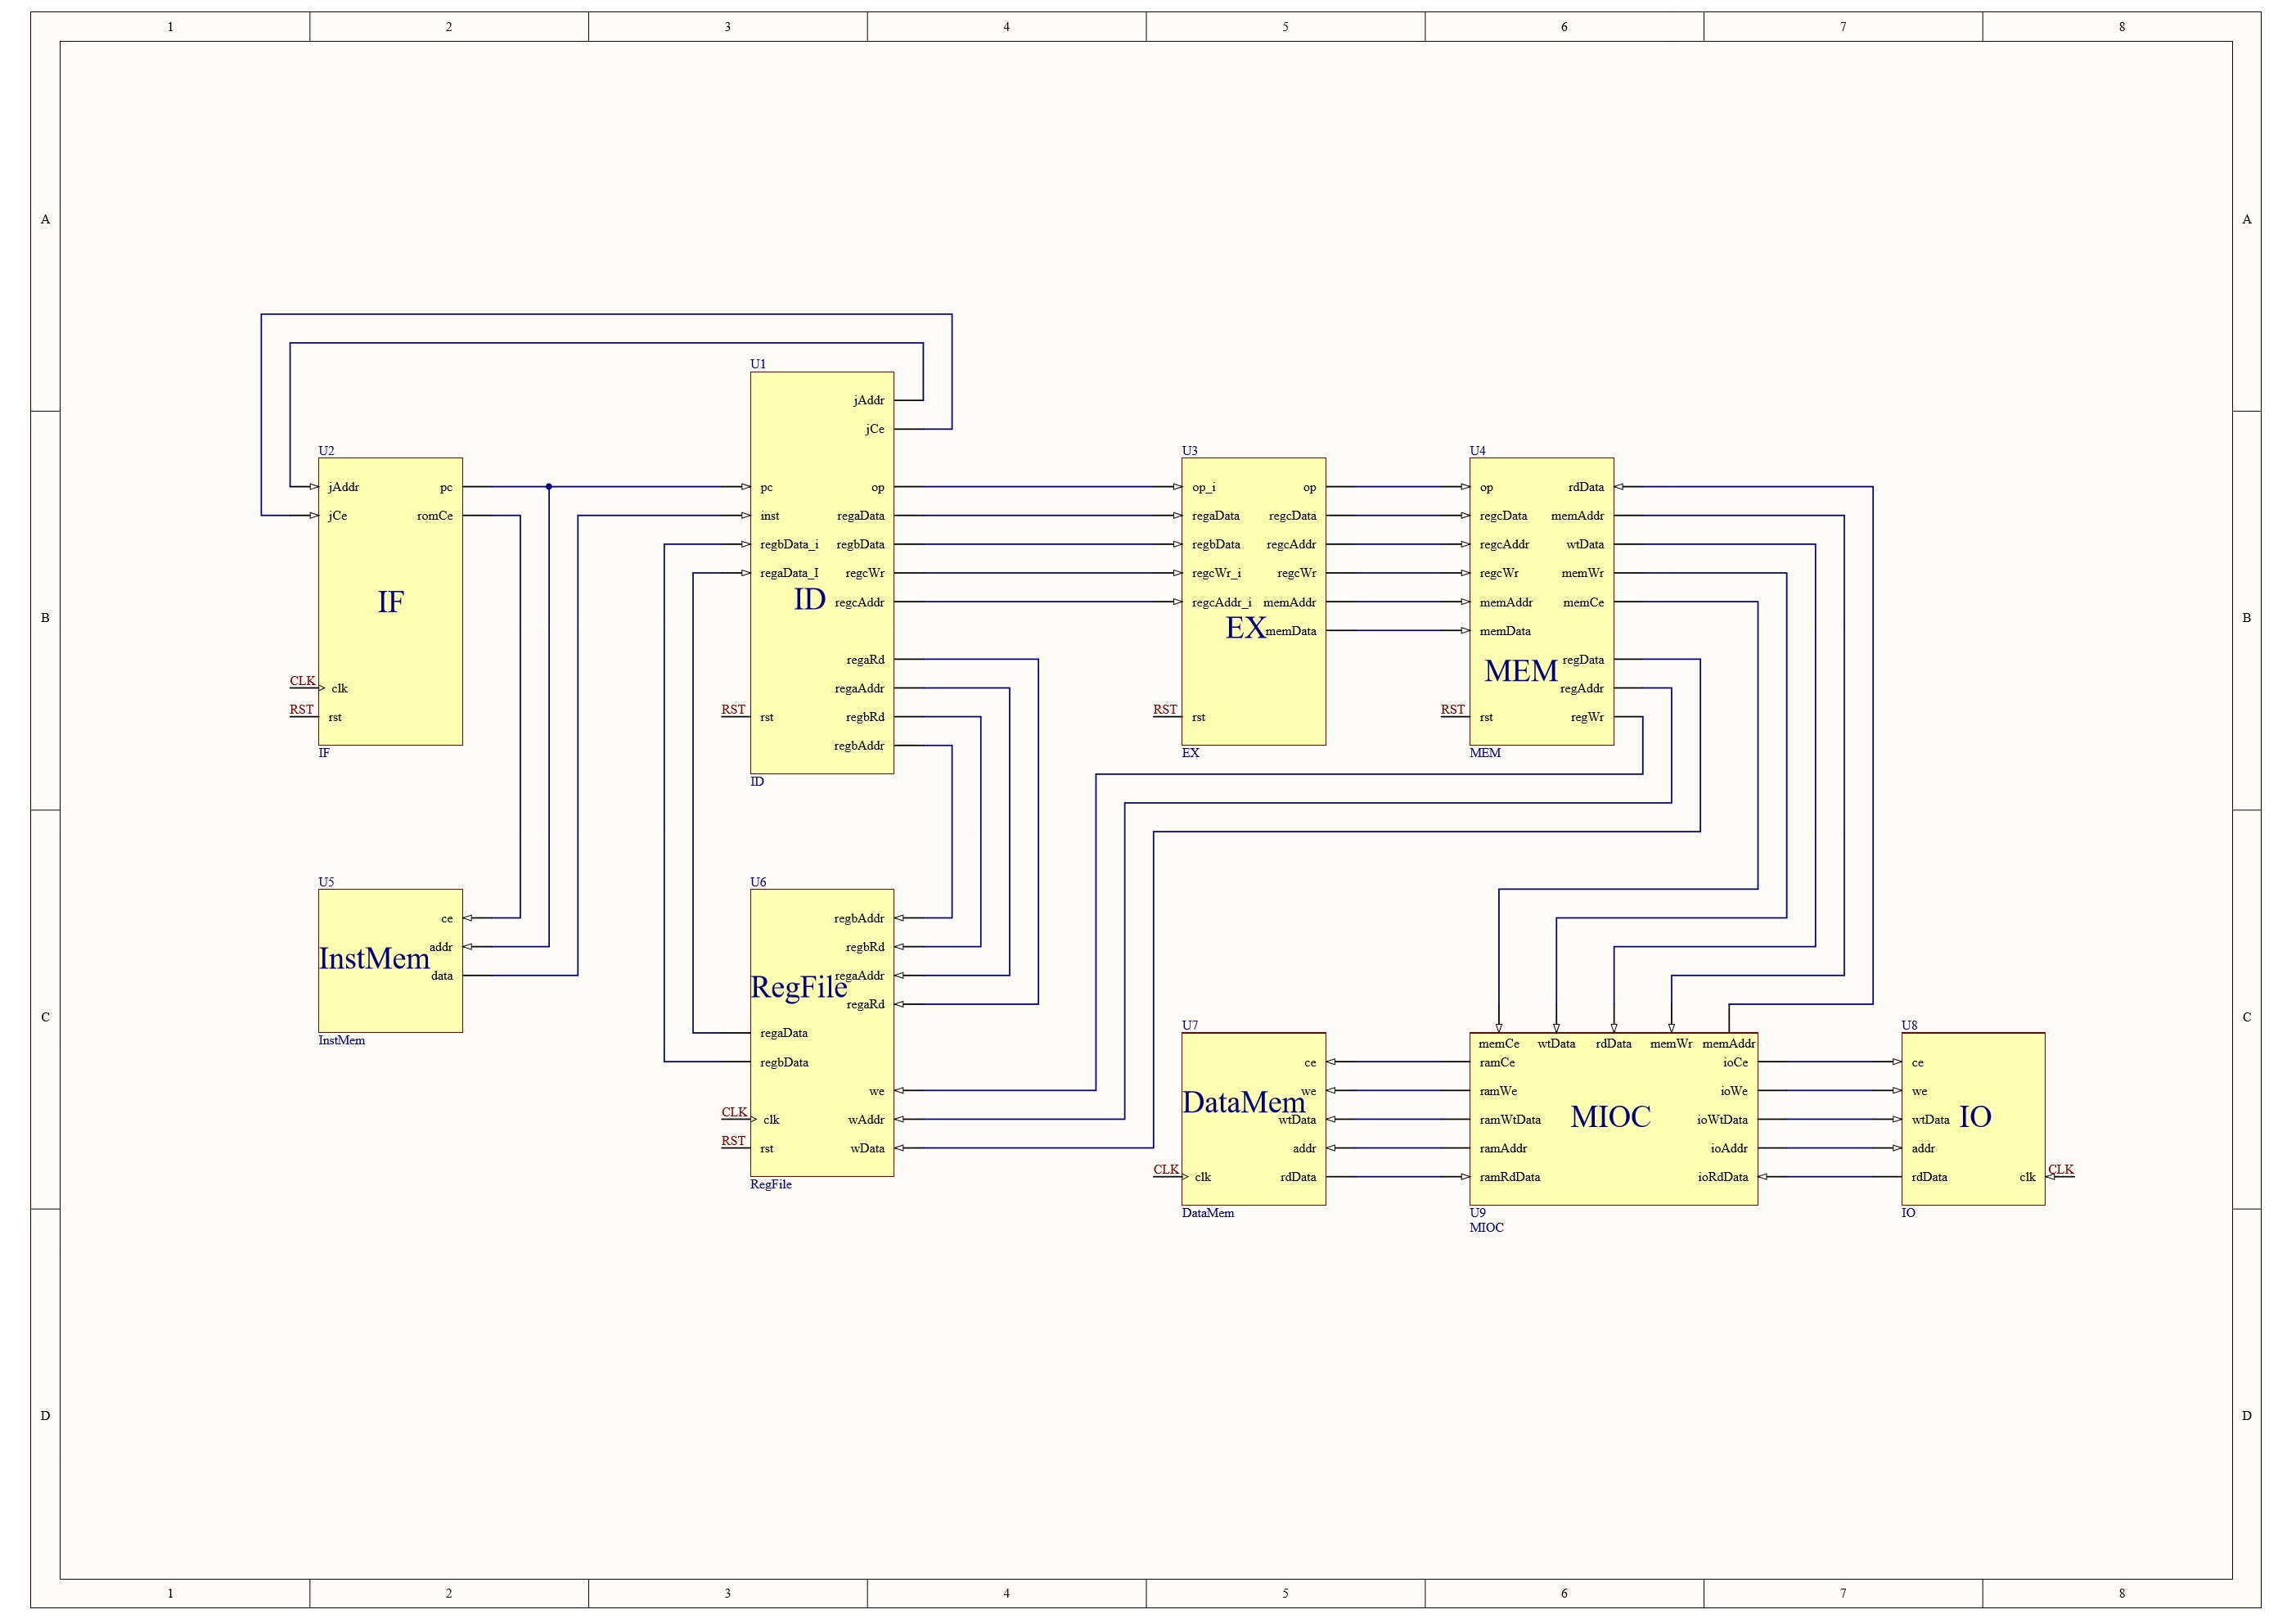 1 2 3 4 5 6 7 8
A A
U1
jAddr
jCe
U2 U3 U4
jAddr pc pc op op_i op op rdData
jCe romCe inst regaData regaData regcData regcData memAddr
regbData_i regbData regbData regcAddr regcAddr wtData
regaData_I regcWr regcWr_i regcWr regcWr memWr
IF ID regcAddr regcAddr_i memAddr memAddr memCe
B B
EX memData memData
regaRd MEM regData
CLK clk regaAddr regAddr
RST rst RST rst regbRd RST rst RST rst regWr
regbAddr
IF EX MEM
ID
U5 U6
ce regbAddr
addr regbRd
InstMem
data regaAddr
RegFile
regaRd
C C
U7 U8
regaData
InstMem
memCe wtData rdData memWr memAddr
regbData ce ramCe ioCe ce
we we ramWe ioWe we
DataMem MIOC IO
CLK clk wAddr wtData ramWtData ioWtData wtData
RST rst wData addr ramAddr ioAddr addr
CLK clk rdData ramRdData ioRdData rdData clk CLK
RegFile
DataMem U9 IO
MIOC
D D
1 2 3 4 5 6 7 8